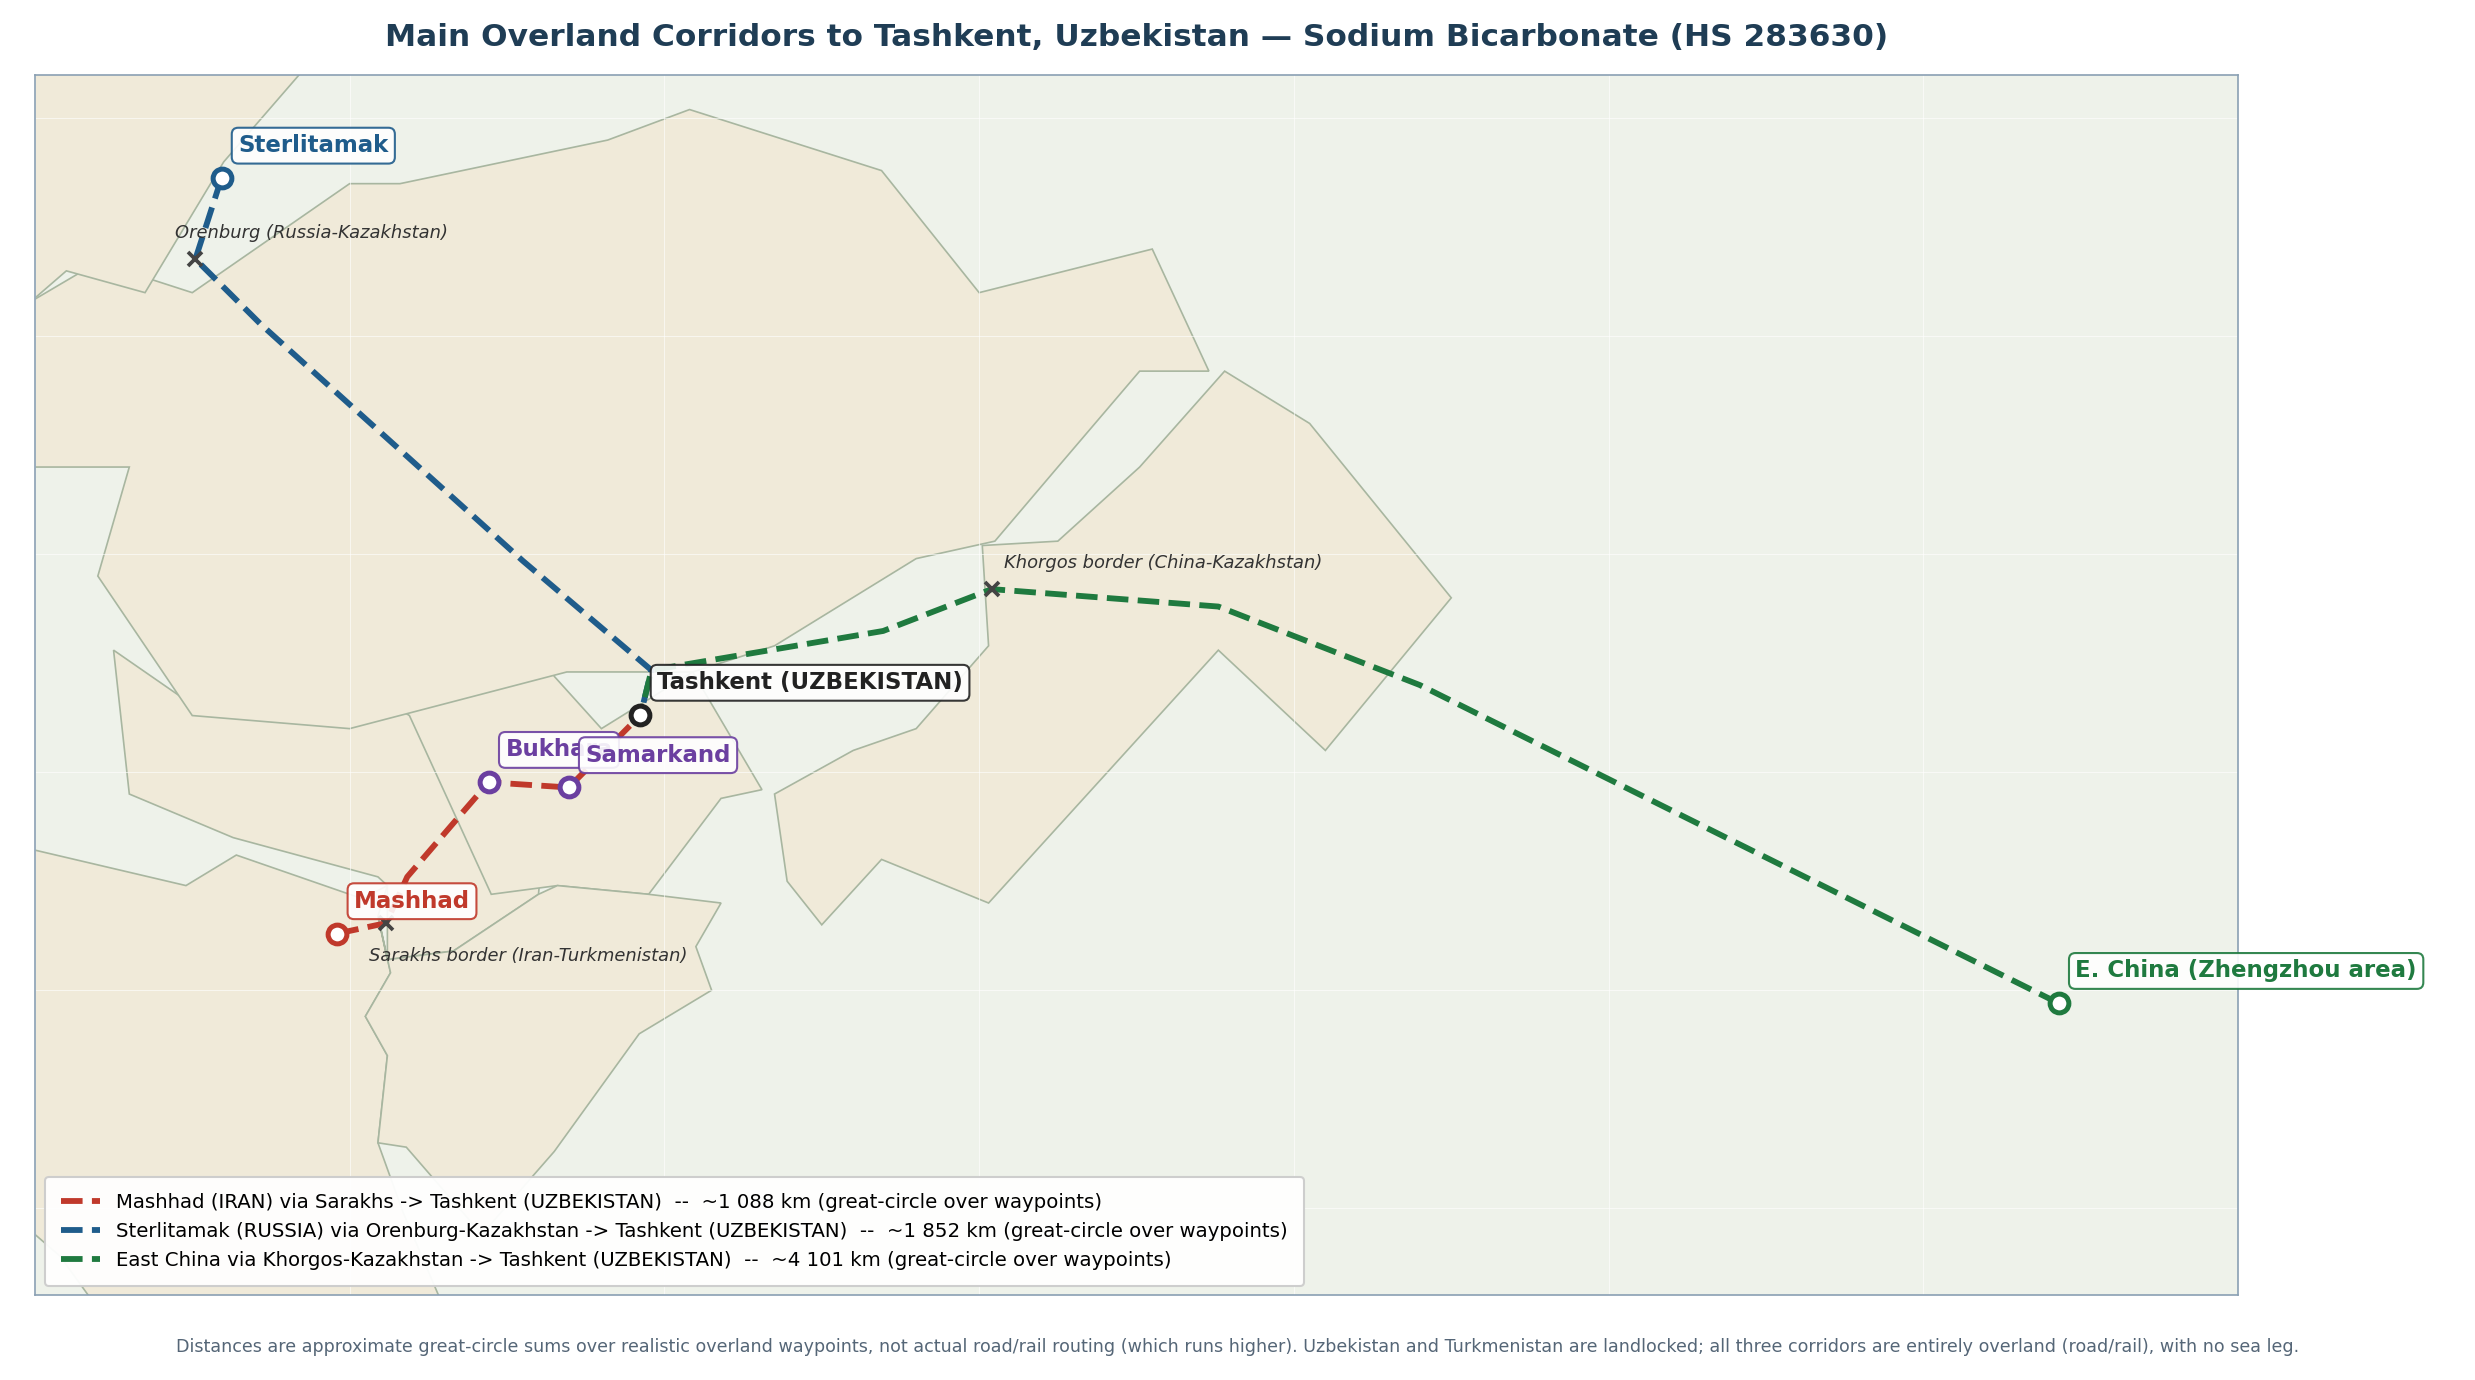 Main Overland Corridors to Tashkent, Uzbekistan — Sodium Bicarbonate (HS 283630)
Sterlitamak
Orenburg (Russia-Kazakhstan)
Khorgos border (China-Kazakhstan)
Tashkent (UZBEKISTAN)
Samarkand
Mashhad
Sarakhs border (Iran-Turkmenistan)
E. China (Zhengzhou area)
Mashhad (IRAN) via Sarakhs -> Tashkent (UZBEKISTAN) -- ~1 088 km (great-circle over waypoints)
Sterlitamak (RUSSIA) via Orenburg-Kazakhstan -> Tashkent (UZBEKISTAN) -- ~1 852 km (great-circle over waypoints)
East China via Khorgos-Kazakhstan -> Tashkent (UZBEKISTAN) -- ~4 101 km (great-circle over waypoints)
Distances are approximate great-circle sums over realistic overland waypoints, not actual road/rail routing (which runs higher). Uzbekistan and Turkmenistan are landlocked; all three corridors are entirely overland (road/rail), with no sea leg.